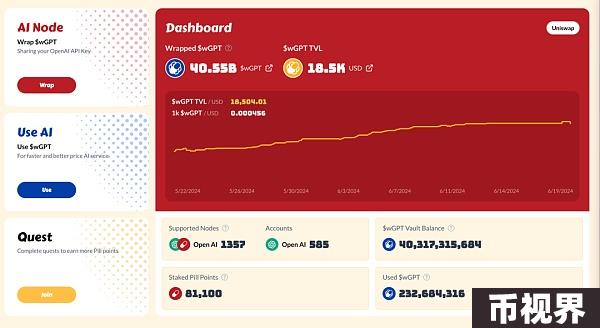 AI Node
Wrap $wGPT
Sharing your OpenAI API Key
Wrap
Use AI
Use $wGPT
For faster and better price AI service.
Use
Quest
Complete quests to earn more Pill points
Join
Dashboard
Uniswap
Wrapped $wGPT
$wGPT TVL
40.55B $wGPT
18.5K USD
$wGPT TVL / USD 18,504.01
1k $wGPT / USD 0.000456
5/22/2024 5/26/2024 5/30/2024 6/3/2024 6/7/2024 6/11/2024 6/14/2024 6/19/2024
Supported Nodes
Accounts
Open AI 1357
Open AI 585
$wGPT Vault Balance
40,317,315,684
Staked Pill Points
81,100
Used $wGPT
232,684,316
币视界